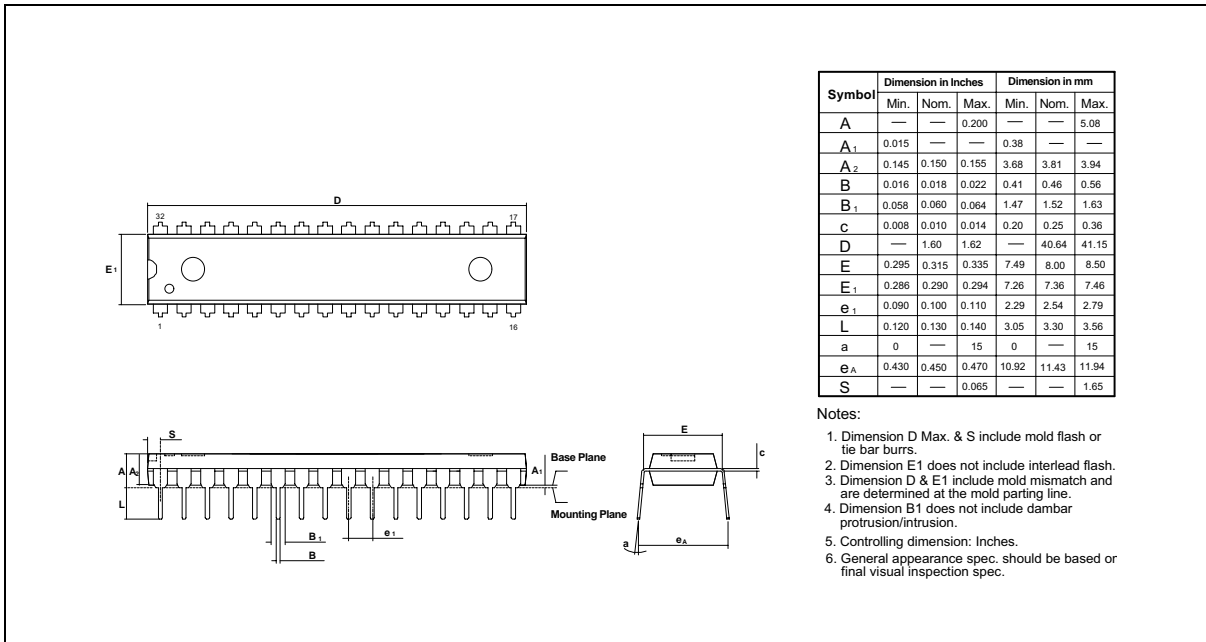 D
32 17
E1
1 16
S
A A2
L
A1
Base Plane
Mounting Plane
B1
B
e1
E
c
a
eA
Symbol Dimension in Inches Dimension in mm
Min. Nom. Max. Min. Nom. Max.
A — — 0.200 — — 5.08
A1 0.015 — — 0.38 — —
A2 0.145 0.150 0.155 3.68 3.81 3.94
B 0.016 0.018 0.022 0.41 0.46 0.56
B1 0.058 0.060 0.064 1.47 1.52 1.63
c 0.008 0.010 0.014 0.20 0.25 0.36
D — 1.60 1.62 — 40.64 41.15
E 0.295 0.315 0.335 7.49 8.00 8.50
E1 0.286 0.290 0.294 7.26 7.36 7.46
e1 0.090 0.100 0.110 2.29 2.54 2.79
L 0.120 0.130 0.140 3.05 3.30 3.56
a 0 — 15 0 — 15
eA 0.430 0.450 0.470 10.92 11.43 11.94
S — — 0.065 — — 1.65
Notes:
1. Dimension D Max. & S include mold flash or
tie bar burrs.
2. Dimension E1 does not include interlead flash.
3. Dimension D & E1 include mold mismatch and
are determined at the mold parting line.
4. Dimension B1 does not include dambar
protrusion/intrusion.
5. Controlling dimension: Inches.
6. General appearance spec. should be based or
final visual inspection spec.